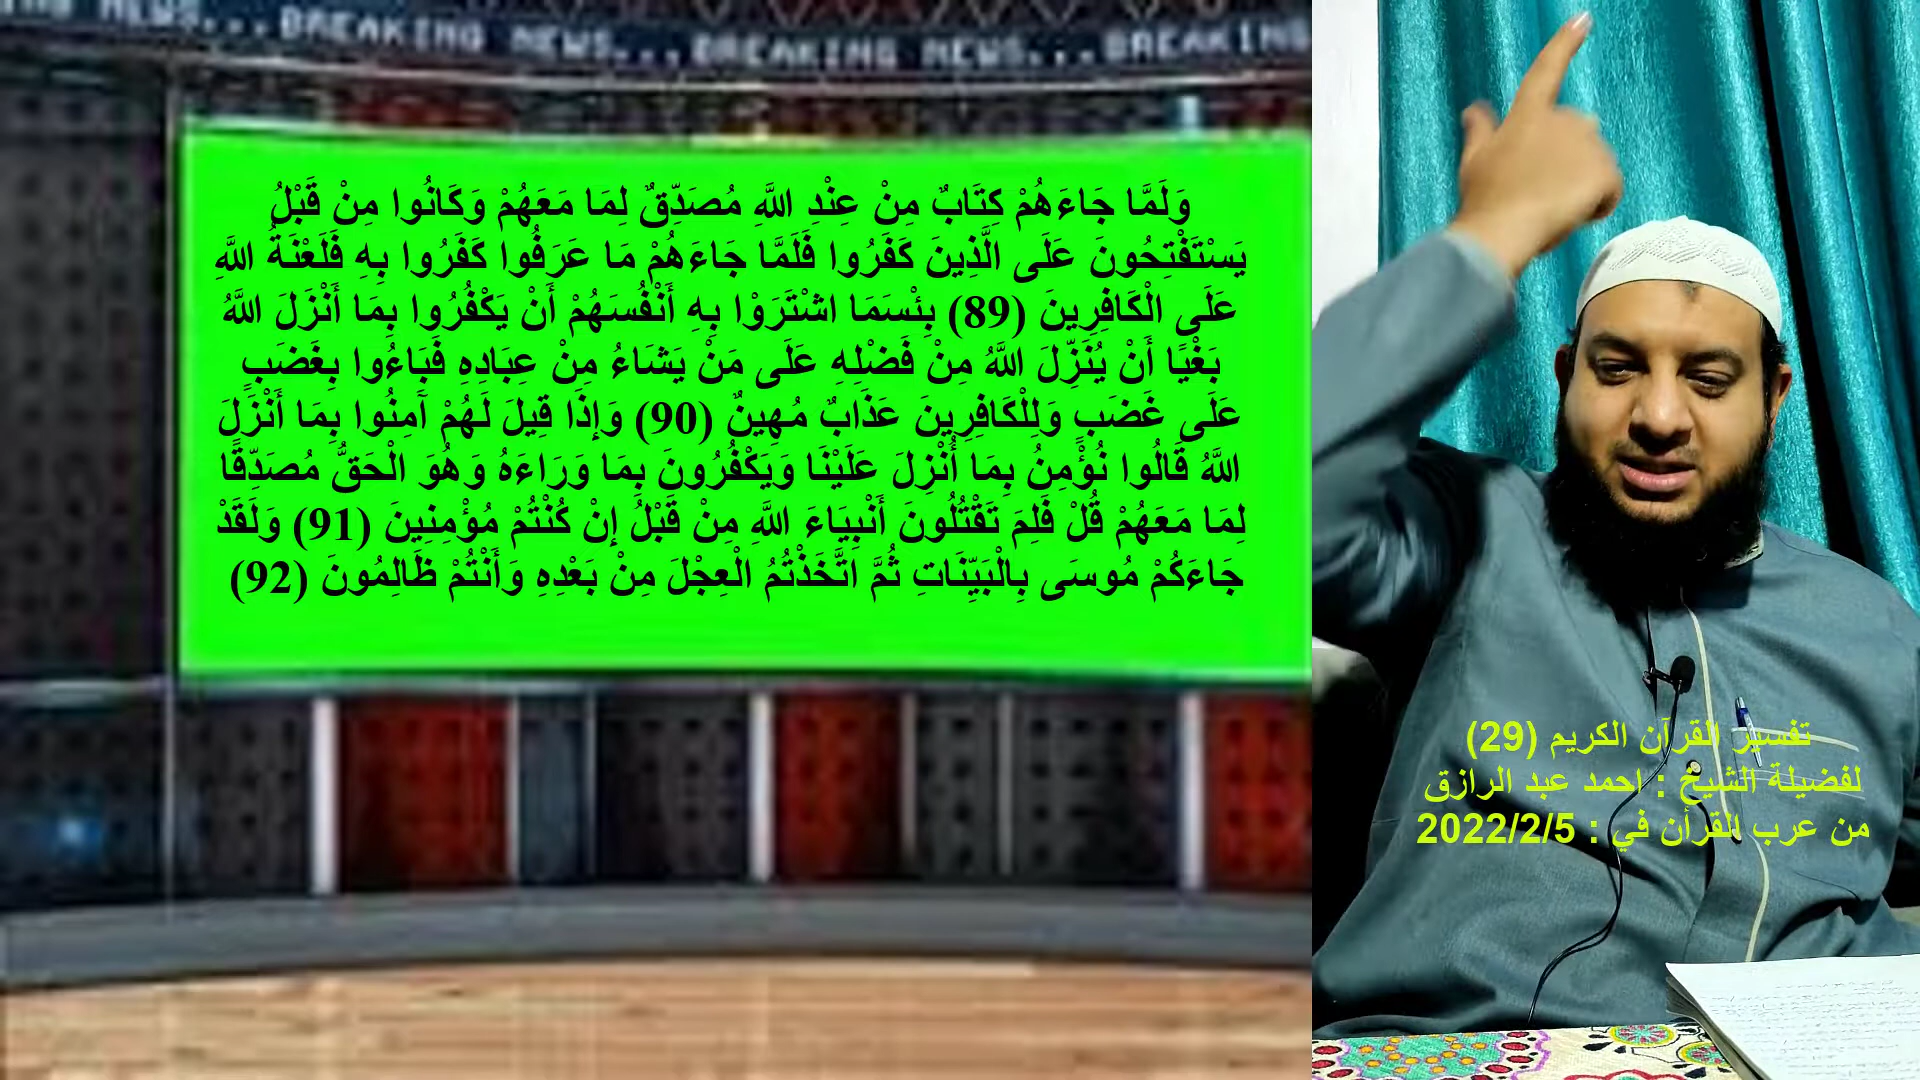 ...BREAKING NEWS...BREAKING NEWS...BREAKING
وَلَمَّا جَاءَهُمْ كِتَابٌ مِنْ عِنْدِ اللَّهِ مُصَدِّقٌ لِمَا مَعَهُمْ وَكَانُوا مِنْ قَبْلُ
يَسْتَفْتِحُونَ عَلَى الَّذِينَ كَفَرُوا فَلَمَّا جَاءَهُمْ مَا عَرَفُوا كَفَرُوا بِهِ فَلَعْنَةُ اللَّهِ
عَلَى الْكَافِرِينَ (89) بِئْسَمَا اشْتَرَوْا بِهِ أَنْفُسَهُمْ أَنْ يَكْفُرُوا بِمَا أَنْزَلَ اللَّهُ
بَغْيًا أَنْ يُنَزِّلَ اللَّهُ مِنْ فَضْلِهِ عَلَى مَنْ يَشَاءُ مِنْ عِبَادِهِ فَبَاءُوا بِغَضَبٍ
عَلَى غَضَبٍ وَلِلْكَافِرِينَ عَذَابٌ مُهِينٌ (90) وَإِذَا قِيلَ لَهُمْ آَمِنُوا بِمَا أَنْزَلَ
اللَّهُ قَالُوا نُؤْمِنُ بِمَا أُنْزِلَ عَلَيْنَا وَيَكْفُرُونَ بِمَا وَرَاءَهُ وَهُوَ الْحَقُّ مُصَدِّقًا
لِمَا مَعَهُمْ قُلْ فَلِمَ تَقْتُلُونَ أَنْبِيَاءَ اللَّهِ مِنْ قَبْلُ إِنْ كُنْتُمْ مُؤْمِنِينَ (91) وَلَقَدْ
جَاءَكُمْ مُوسَى بِالْبَيِّنَاتِ ثُمَّ اتَّخَذْتُمُ الْعِجْلَ مِنْ بَعْدِهِ وَأَنْتُمْ ظَالِمُونَ (92)
تفسير القرآن الكريم (29)
لفضيلة الشيخ : احمد عبد الرازق
من عرب القرأن في : 2022/2/5